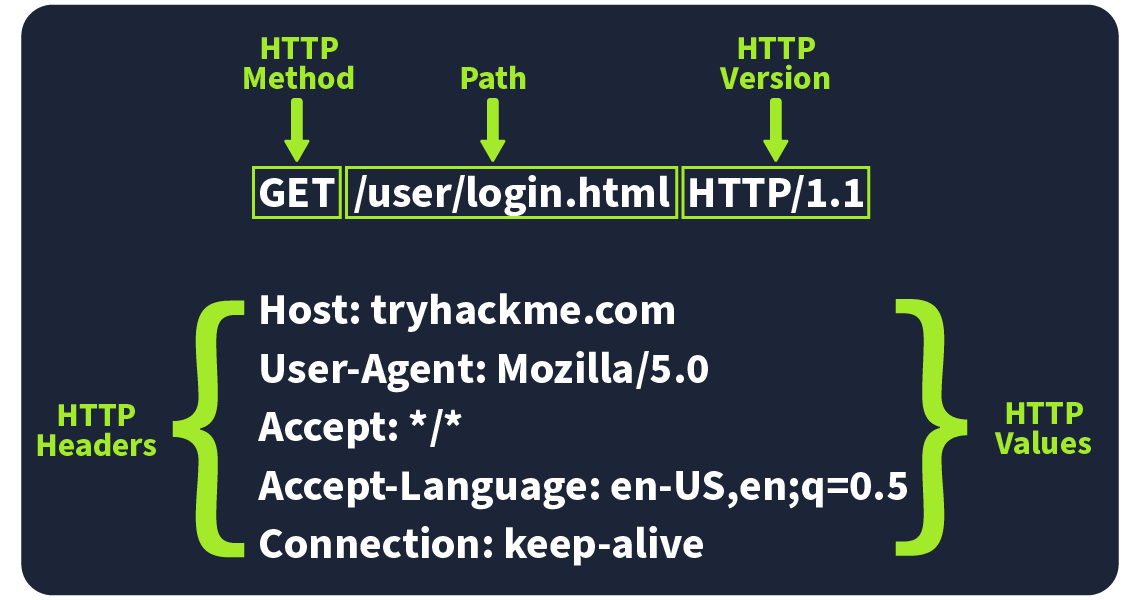 HTTP
Method
Path
HTTP
Version
GET /user/login.html HTTP/1.1
Host: tryhackme.com
User-Agent: Mozilla/5.0
Accept: */*
Accept-Language: en-US,en;q=0.5
Connection: keep-alive
HTTP
Headers
HTTP
Values